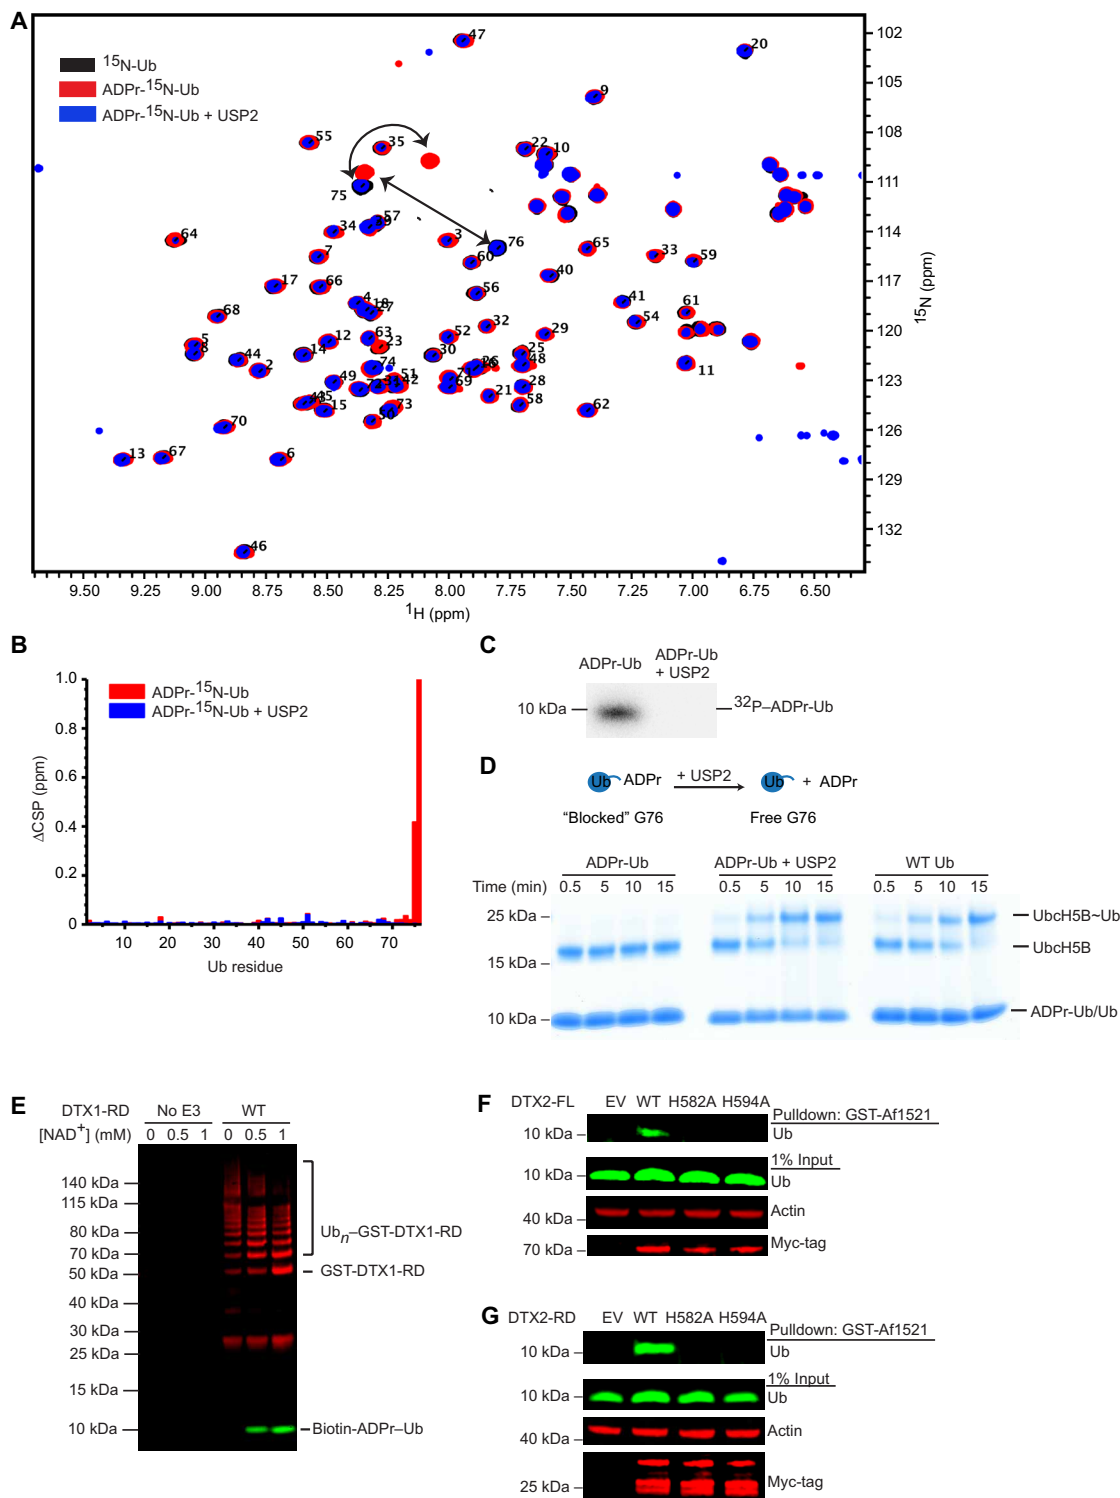 A
15N-Ub
ADPr-15N-Ub
ADPr-15N-Ub + USP2
47
20
9
55
35
22
10
75
64
34
57
39
3
76
7
60
65
33
59
17
66
40
68
4
18
27
56
41
61
54
5
8
12
63
23
52
32
29
44
14
30
25
48
2
74
26
16
11
49
72
51
42
71
69
28
45
43
15
73
50
21
58
62
70
13
67
6
46
102
105
108
111
114
117
120
123
126
129
132
15N (ppm)
9.50 9.25 9.00 8.75 8.50 8.25 8.00 7.75 7.50 7.25 7.00 6.75 6.50
1H (ppm)
B
ADPr-15N-Ub
ADPr-15N-Ub + USP2
1.0
0.8
0.6
0.4
0.2
0
ΔCSP (ppm)
10 20 30 40 50 60 70
Ub residue
C
ADPr-Ub
ADPr-Ub
+ USP2
10 kDa
32P–ADPr-Ub
D
Ub ADPr
+ USP2
Ub + ADPr
"Blocked" G76
Free G76
ADPr-Ub
ADPr-Ub + USP2
WT Ub
Time (min) 0.5 5 10 15 0.5 5 10 15 0.5 5 10 15
25 kDa
15 kDa
10 kDa
UbcH5B~Ub
UbcH5B
ADPr-Ub/Ub
E
DTX1-RD No E3 WT
[NAD+] (mM) 0 0.5 1 0 0.5 1
140 kDa
115 kDa
80 kDa
70 kDa
50 kDa
40 kDa
30 kDa
25 kDa
15 kDa
10 kDa
Ubn–GST-DTX1-RD
GST-DTX1-RD
Biotin-ADPr–Ub
F
DTX2-FL EV WT H582A H594A
Pulldown: GST-Af1521
10 kDa
Ub
1% Input
10 kDa
Ub
40 kDa
Actin
70 kDa
Myc-tag
G
DTX2-RD EV WT H582A H594A
Pulldown: GST-Af1521
10 kDa
Ub
1% Input
10 kDa
Ub
40 kDa
Actin
25 kDa
Myc-tag